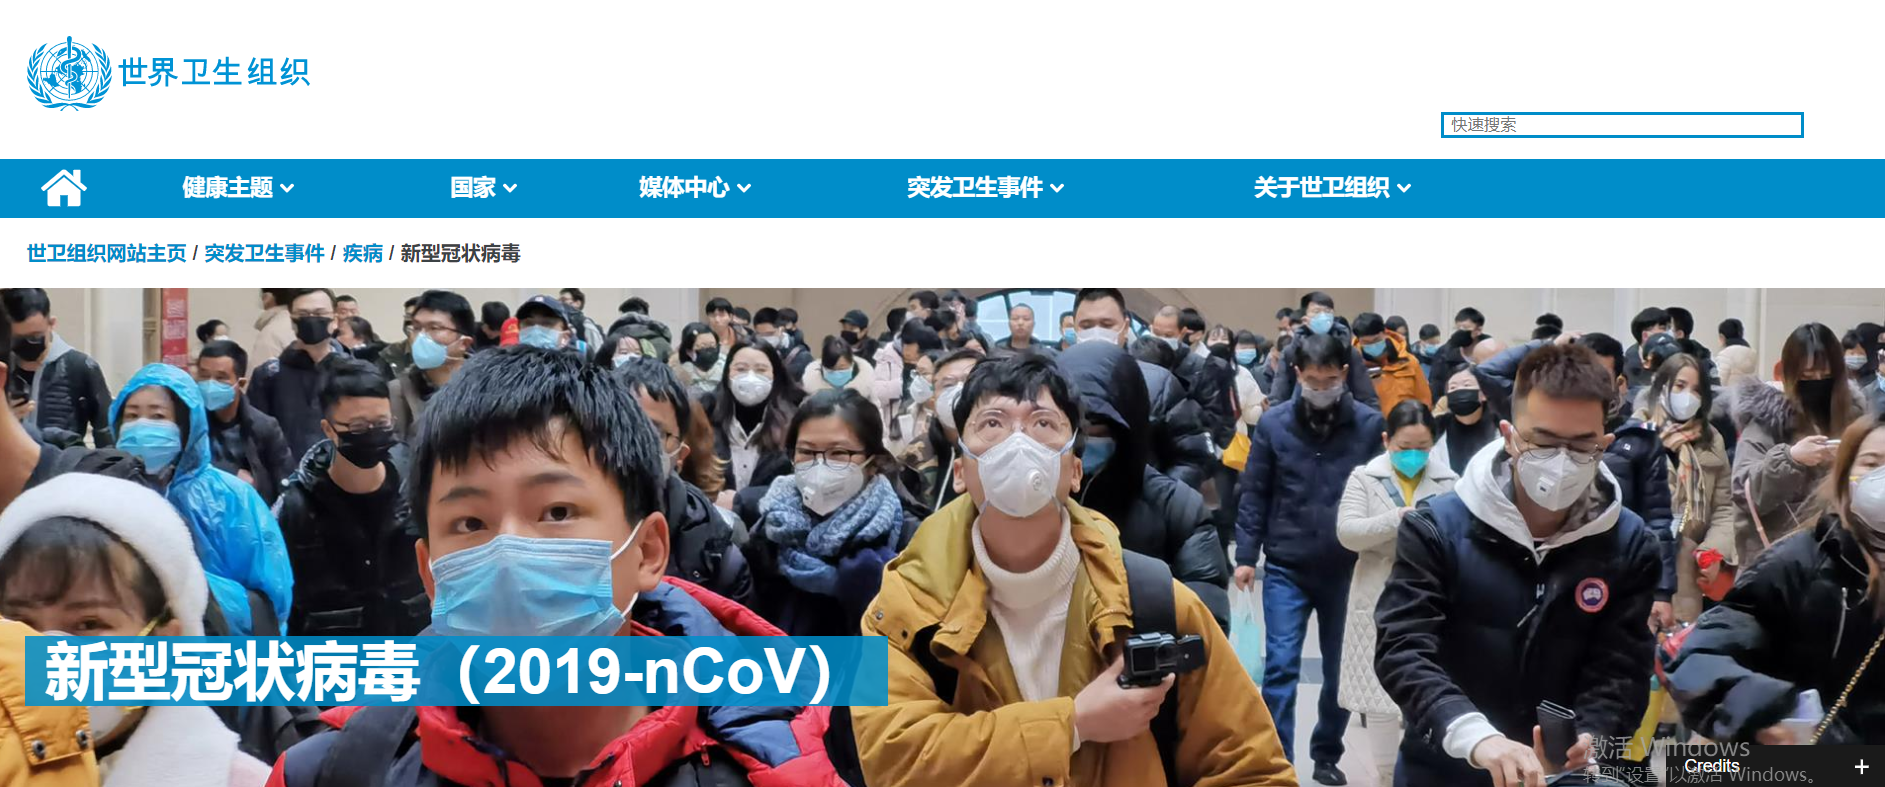 世界卫生组织
快速搜索
健康主题 国家 媒体中心 突发卫生事件 关于世卫组织
世卫组织网站主页 / 突发卫生事件 / 疾病 / 新型冠状病毒
新型冠状病毒（2019-nCoV）
激活 Windows
Credits +
转到“设置”以激活 Windows。